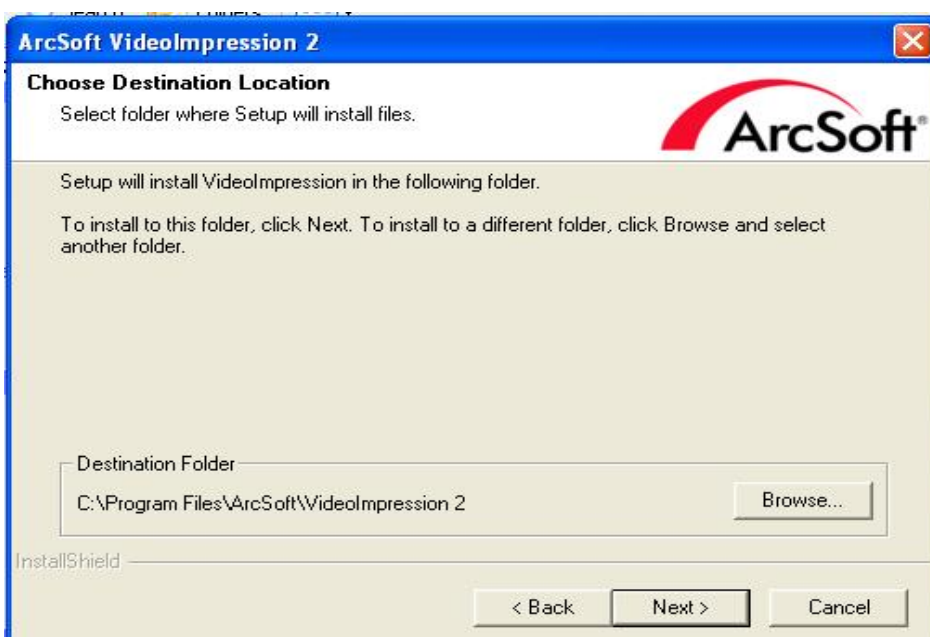 ArcSoft VideoImpression 2
Choose Destination Location
Select folder where Setup will install files.
ArcSoft®
Setup will install VideoImpression in the following folder.
To install to this folder, click Next. To install to a different folder, click Browse and select
another folder.
Destination Folder
C:\Program Files\ArcSoft\VideoImpression 2
Browse...
InstallShield
< Back
Next >
Cancel